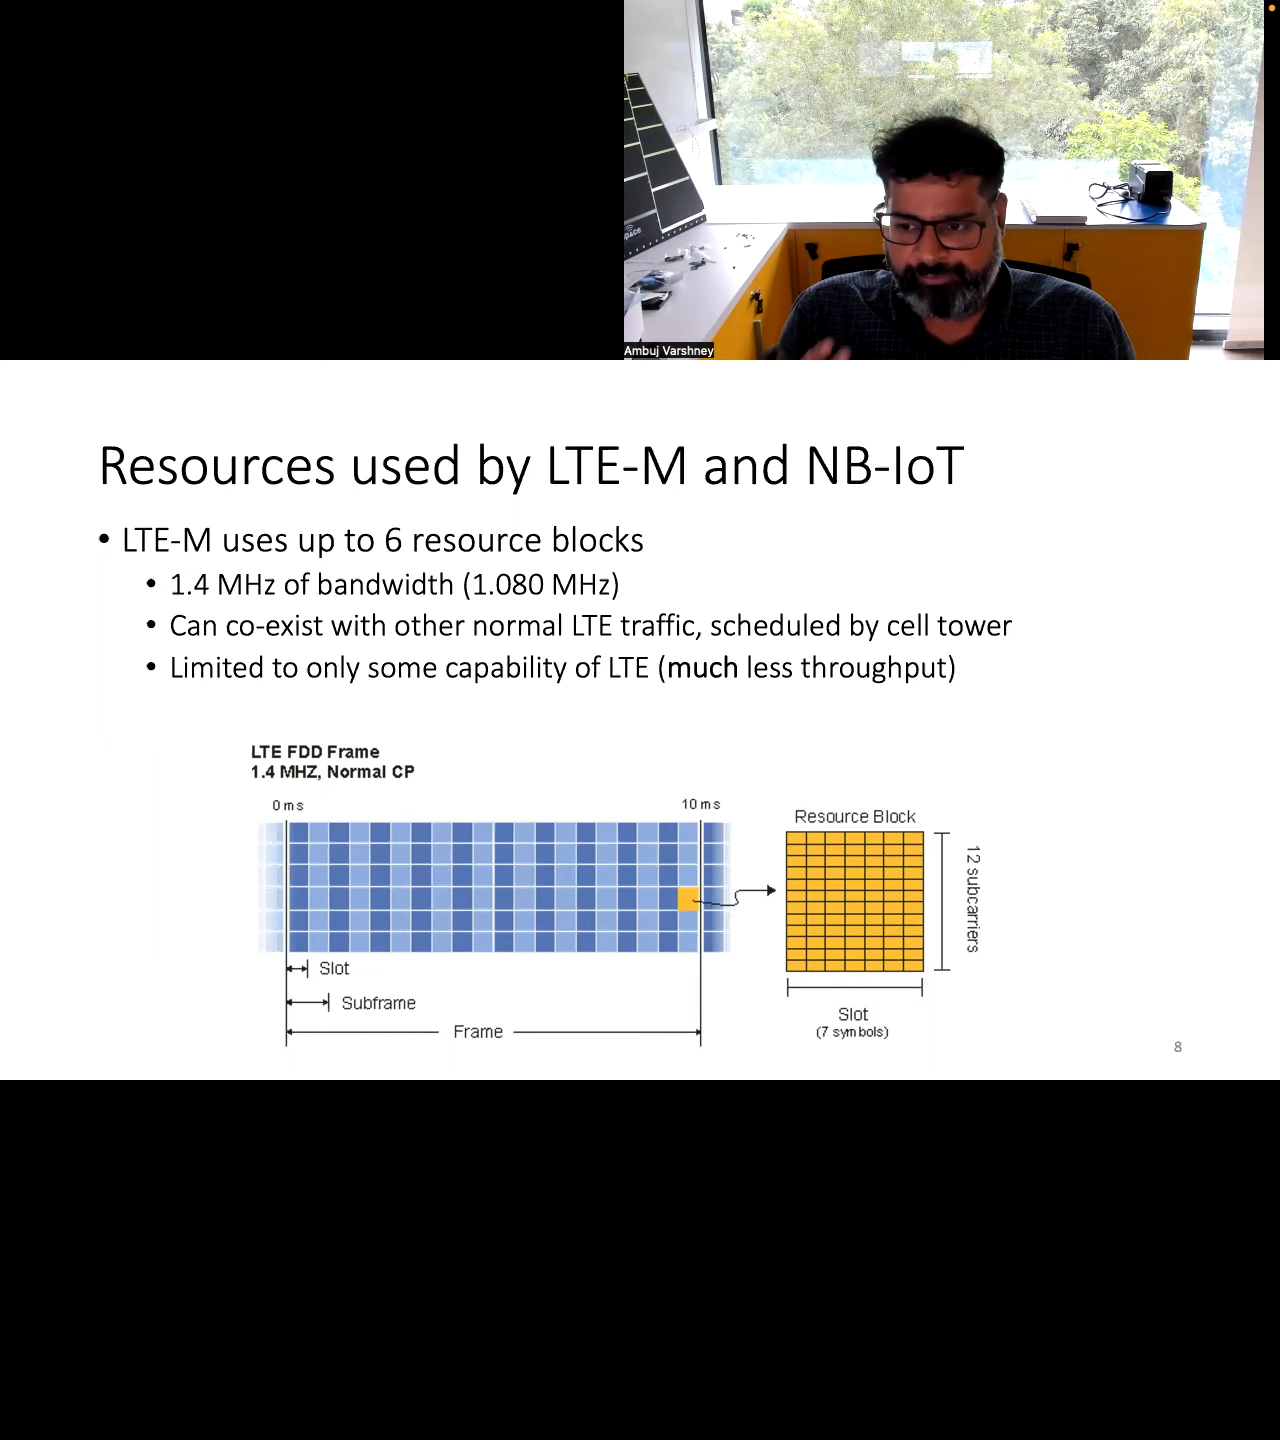 space
Ambuj Varshney
Resources used by LTE-M and NB-IoT
• LTE-M uses up to 6 resource blocks
• 1.4 MHz of bandwidth (1.080 MHz)
• Can co-exist with other normal LTE traffic, scheduled by cell tower
• Limited to only some capability of LTE (much less throughput)
LTE FDD Frame
1.4 MHZ, Normal CP
0 ms
10 ms
Resource Block
12 subcarriers
Slot
Subframe
Frame
Slot
(7 symbols)
8